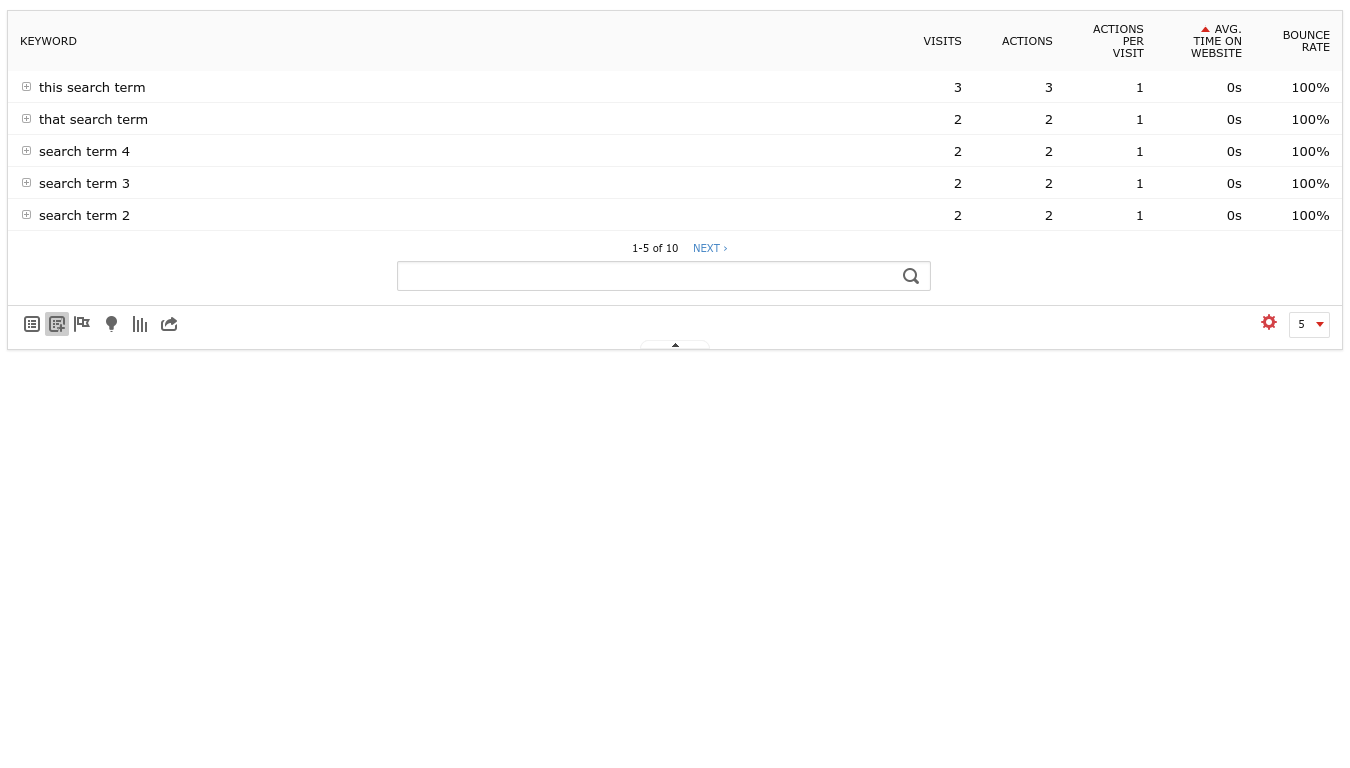 KEYWORD VISITS ACTIONS ACTIONS PER VISIT AVG. TIME ON WEBSITE BOUNCE RATE
this search term 3 3 1 0s 100%
that search term 2 2 1 0s 100%
search term 4 2 2 1 0s 100%
search term 3 2 2 1 0s 100%
search term 2 2 2 1 0s 100%
1-5 of 10 NEXT ›
5